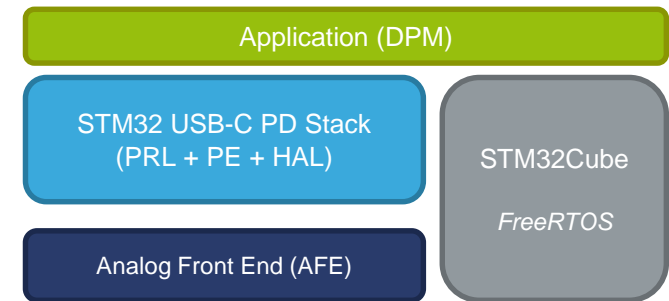 Application (DPM)
STM32 USB-C PD Stack
(PRL + PE + HAL)
STM32Cube
FreeRTOS
Analog Front End (AFE)